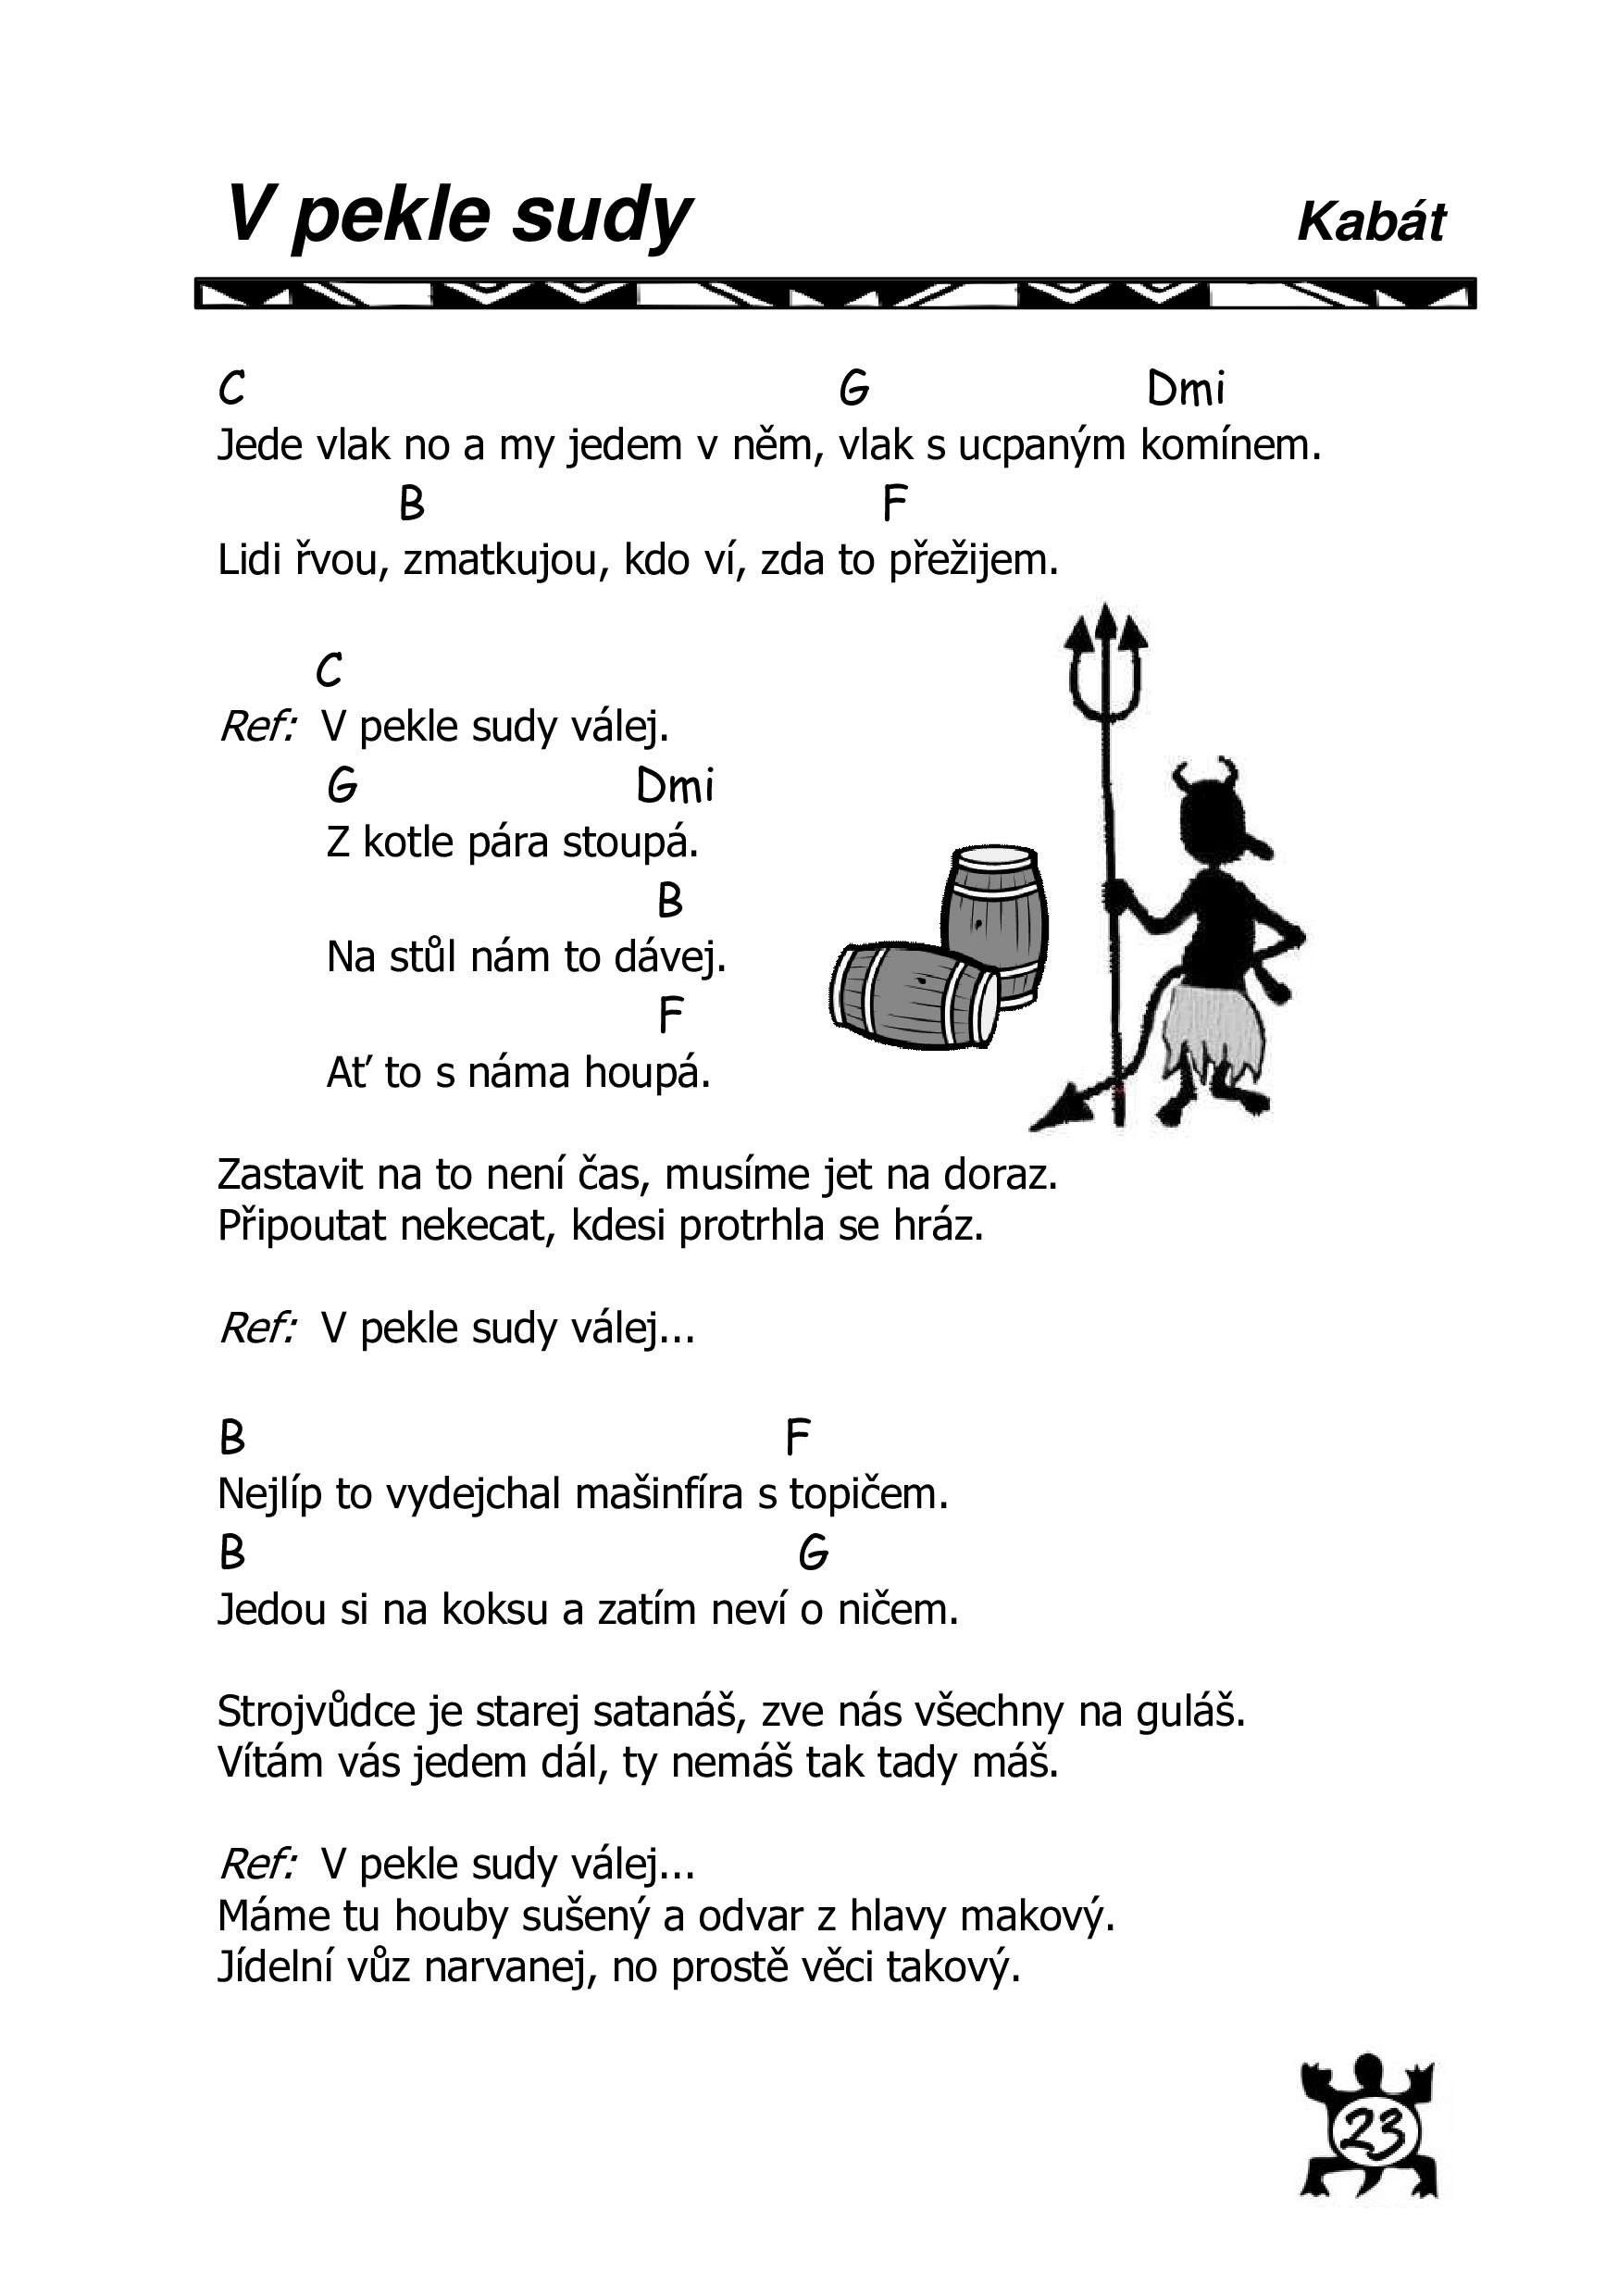 V pekle sudy Kabát
C G Dmi
Jede vlak no a my jedem v něm, vlak s ucpaným komínem.
B F
Lidi řvou, zmatkujou, kdo ví, zda to přežijem.
C
Ref: V pekle sudy válej.
G Dmi
Z kotle pára stoupá.
B
Na stůl nám to dávej.
F
Ať to s náma houpá.
Zastavit na to není čas, musíme jet na doraz.
Připoutat nekecat, kdesi protrhla se hráz.
Ref: V pekle sudy válej...
B F
Nejlíp to vydejchal mašinfíra s topičem.
B G
Jedou si na koksu a zatím neví o ničem.
Strojvůdce je starej satanáš, zve nás všechny na guláš.
Vítám vás jedem dál, ty nemáš tak tady máš.
Ref: V pekle sudy válej...
Máme tu houby sušený a odvar z hlavy makový.
Jídelní vůz narvanej, no prostě věci takový.
23